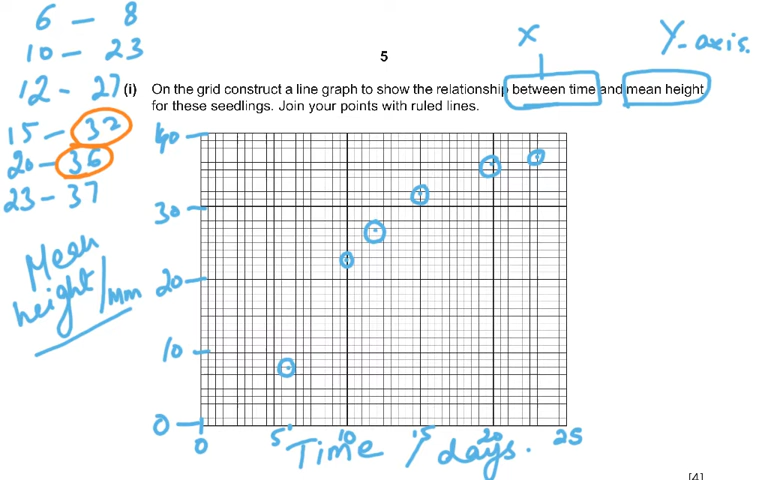 6 - 8
10 - 23
12 - 27
15 - 32
20 - 36
23 - 37
5
X
Y-axis.
(i) On the grid construct a line graph to show the relationship between time and mean height
for these seedlings. Join your points with ruled lines.
Mean
height/mm
40
30
20
10
0
0 5 10 15 20 25
Time / days.
[4]